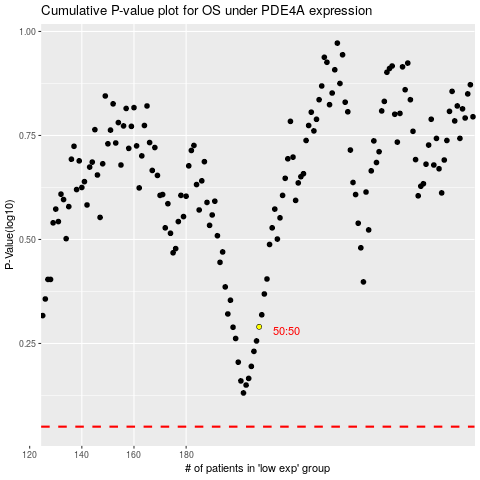 Cumulative P-value plot for OS under PDE4A expression
1.00
0.75
0.50
0.25
P-Value(log10)
50:50
120 140 160 180
# of patients in 'low exp' group